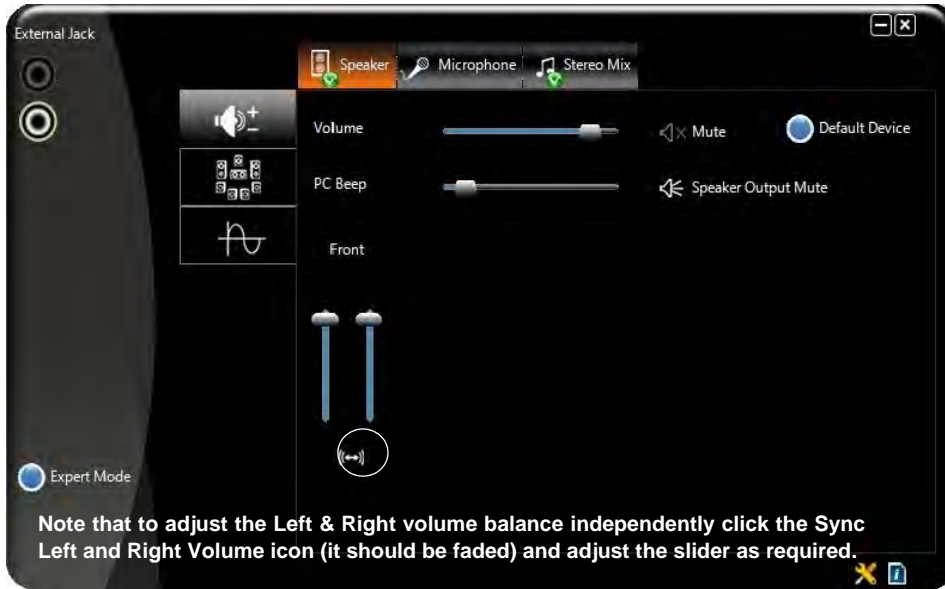 External Jack
Speaker
Microphone
Stereo Mix
Volume
Mute
Default Device
PC Beep
Speaker Output Mute
Front
Expert Mode
Note that to adjust the Left & Right volume balance independently click the Sync
Left and Right Volume icon (it should be faded) and adjust the slider as required.